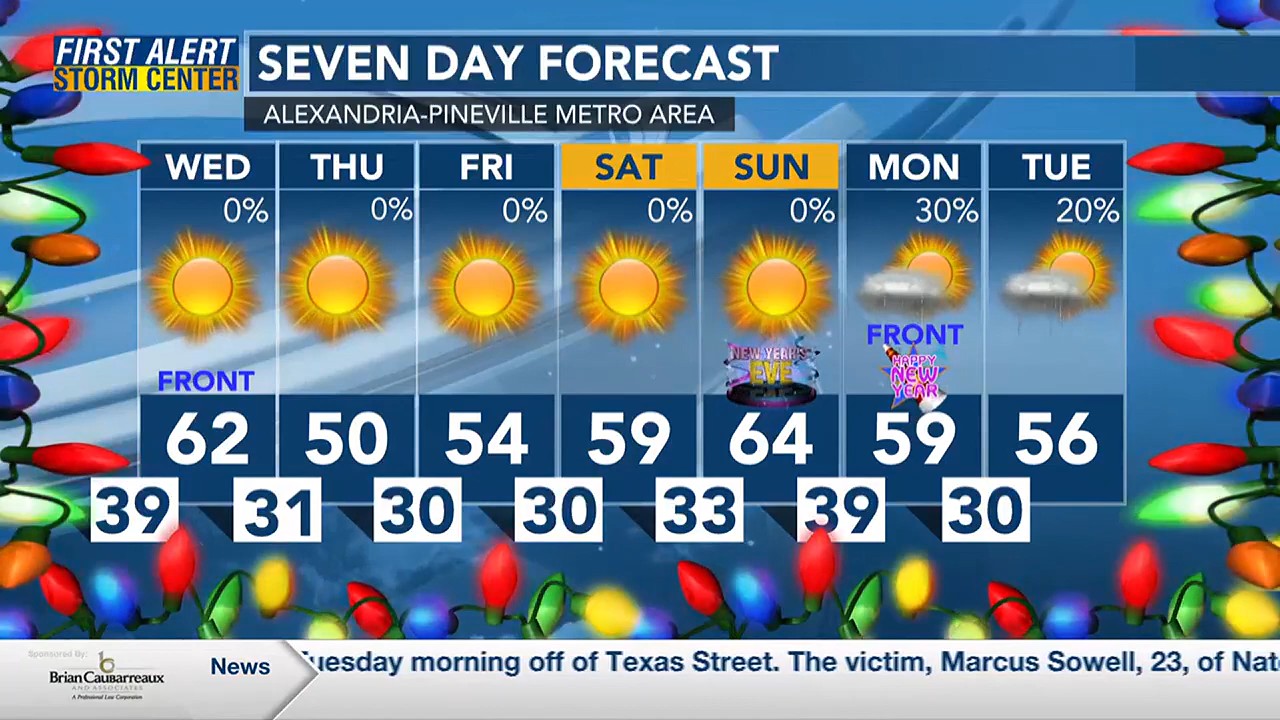 FIRST ALERT
STORM CENTER
SEVEN DAY FORECAST
ALEXANDRIA-PINEVILLE METRO AREA
WED THU FRI SAT SUN MON TUE
0% 0% 0% 0% 0% 30% 20%
FRONT
NEW YEAR'S
EVE
FRONT
HAPPY
NEW
YEAR
62 50 54 59 64 59 56
39 31 30 30 33 39 30
Sponsored By:
Brian Caubarreaux
AND ASSOCIATES
A Professional Law Corporation
News
Tuesday morning off of Texas Street. The victim, Marcus Sowell, 23, of Nat